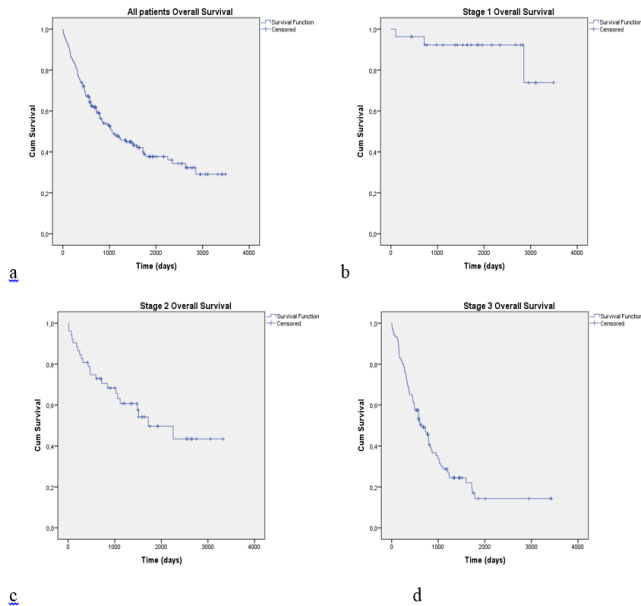 All patients Overall Survival
Survival Function
Censored
Cum Survival
1,0
0,8
0,6
0,4
0,2
0,0
0 1000 2000 3000 4000
Time (days)
a
Stage 1 Overall Survival
Survival Function
Censored
Cum Survival
1,0
0,8
0,6
0,4
0,2
0,0
0 1000 2000 3000 4000
Time (days)
b
Stage 2 Overall Survival
Survival Function
Censored
Cum Survival
1,0
0,8
0,6
0,4
0,2
0,0
0 1000 2000 3000 4000
Time (days)
c
Stage 3 Overall Survival
Survival Function
Censored
Cum Survival
1,0
0,8
0,6
0,4
0,2
0,0
0 1000 2000 3000 4000
Time (days)
d